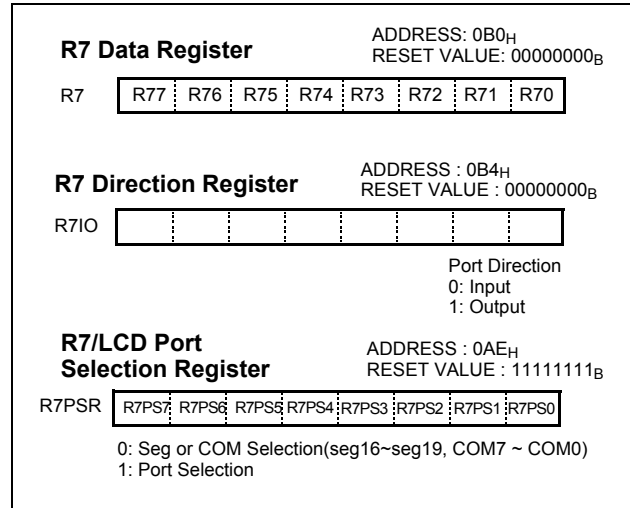 R7 Data Register
ADDRESS: 0B0H
RESET VALUE: 00000000B
R7 R77 R76 R75 R74 R73 R72 R71 R70
R7 Direction Register
ADDRESS : 0B4H
RESET VALUE : 00000000B
R7IO
Port Direction
0: Input
1: Output
R7/LCD Port
Selection Register
ADDRESS : 0AEH
RESET VALUE : 11111111B
R7PSR R7PS7 R7PS6 R7PS5 R7PS4 R7PS3 R7PS2 R7PS1 R7PS0
0: Seg or COM Selection(seg16~seg19, COM7 ~ COM0)
1: Port Selection